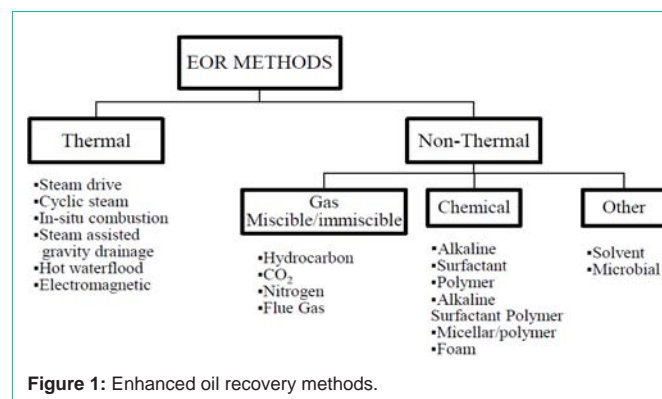 EOR METHODS
Thermal
▪Steam drive
▪Cyclic steam
▪In-situ combustion
▪Steam assisted
gravity drainage
▪Hot waterflood
▪Electromagnetic
Non-Thermal
Gas
Miscible/immiscible
▪Hydrocarbon
▪CO₂
▪Nitrogen
▪Flue Gas
Chemical
▪Alkaline
▪Surfactant
▪Polymer
▪Alkaline
Surfactant Polymer
▪Micellar/polymer
▪Foam
Other
▪Solvent
▪Microbial
Figure 1: Enhanced oil recovery methods.